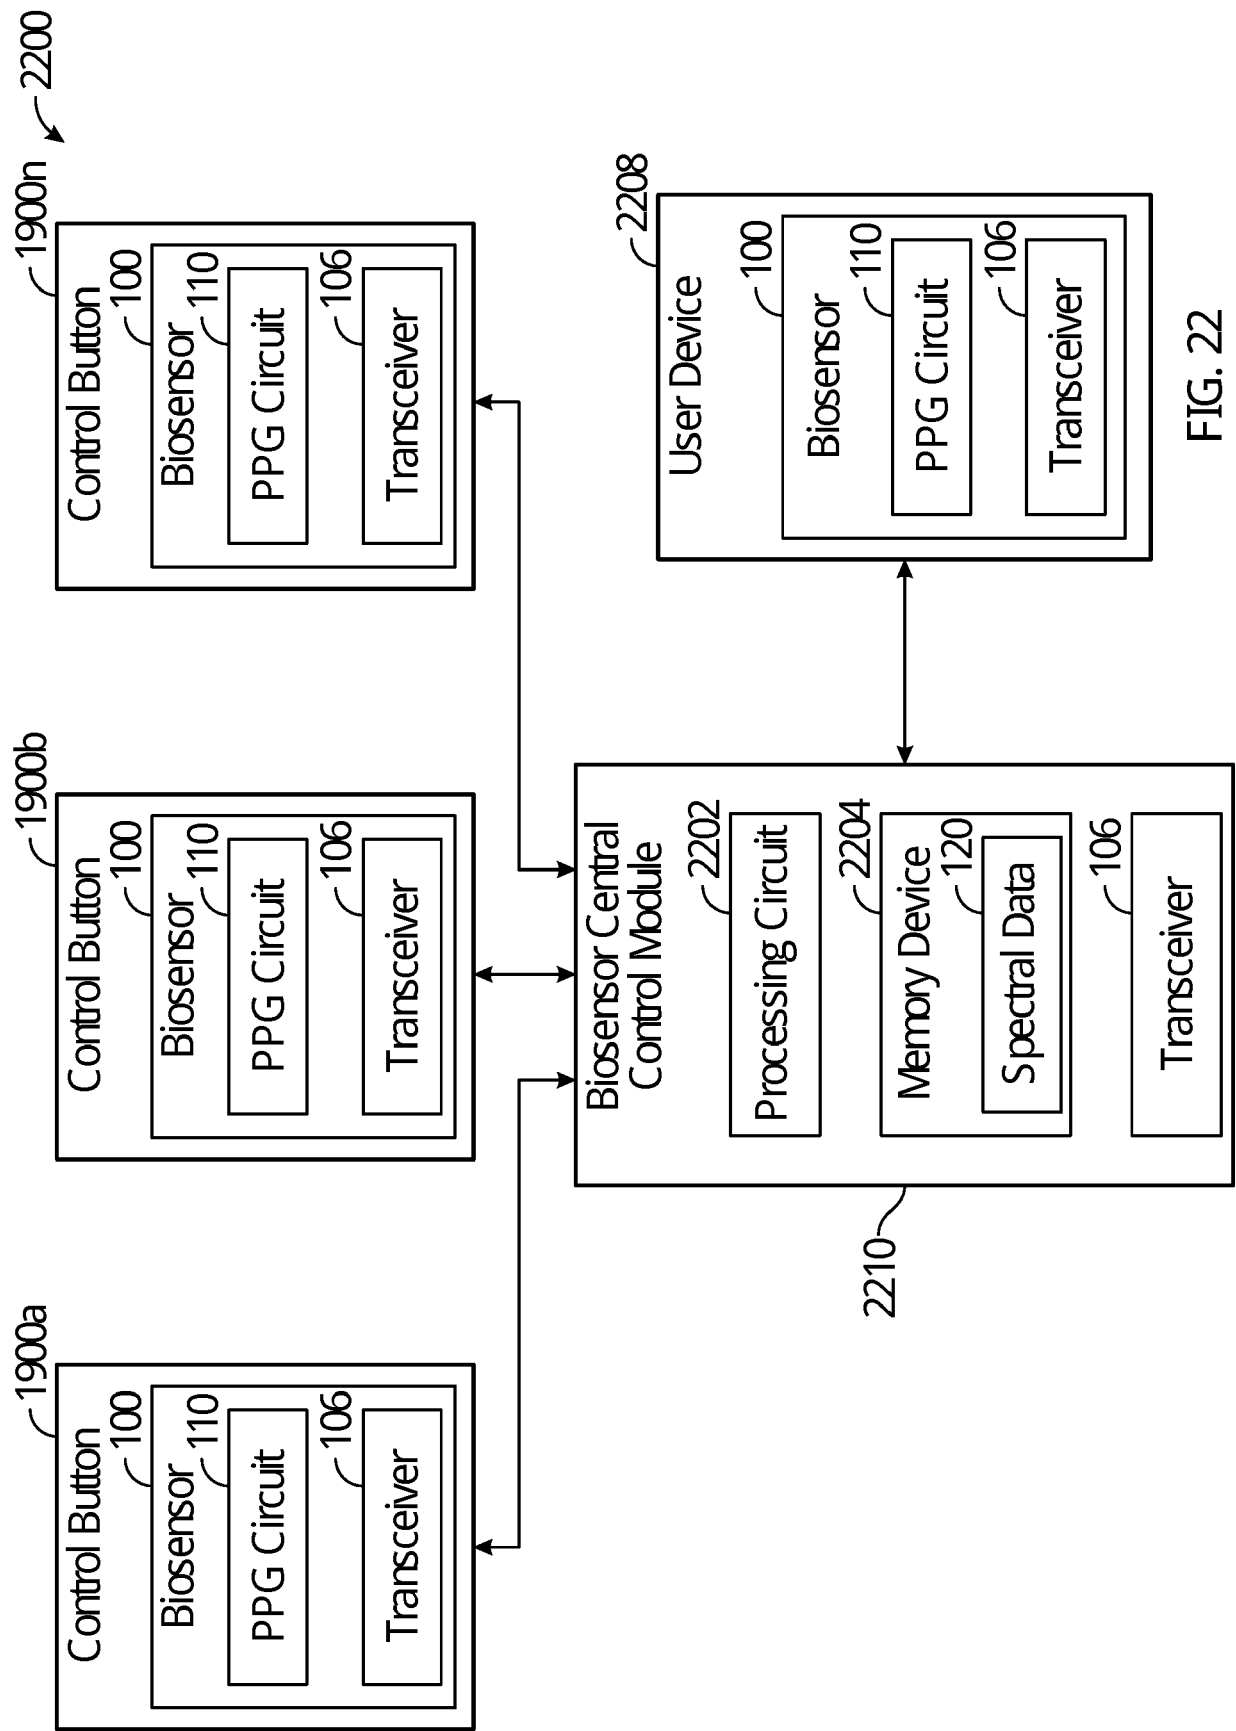 2200
1900a
Control Button
100
Biosensor
110
PPG Circuit
106
Transceiver
1900b
Control Button
100
Biosensor
110
PPG Circuit
106
Transceiver
1900n
Control Button
100
Biosensor
110
PPG Circuit
106
Transceiver
2210
Biosensor Central
Control Module
2202
Processing Circuit
2204
Memory Device
120
Spectral Data
106
Transceiver
2208
User Device
100
Biosensor
110
PPG Circuit
106
Transceiver
FIG. 22